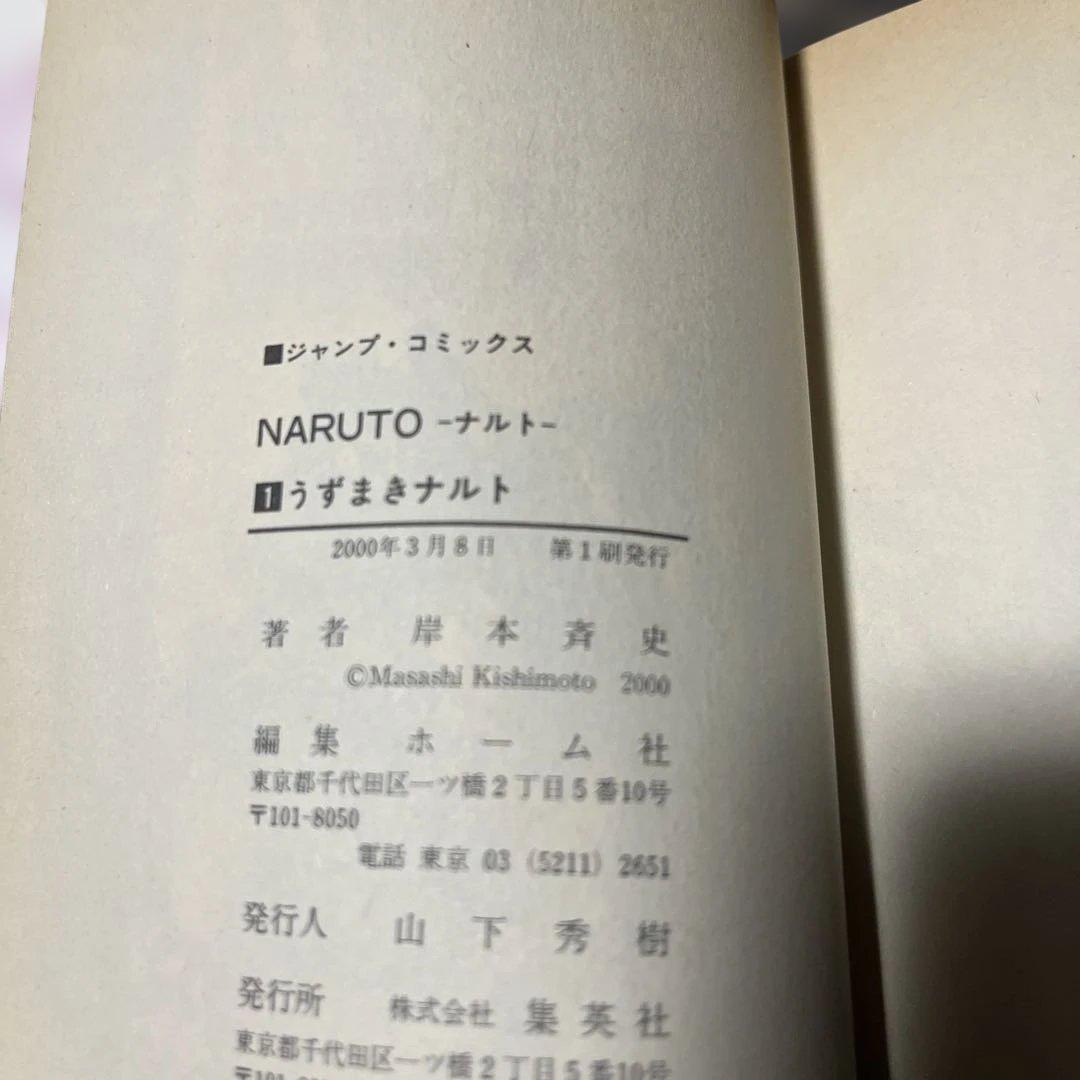 ■ジャンプ・コミックス
NARUTO -ナルト-
1うずまきナルト
2000年3月8日 第1刷発行
著者 岸本斉史
©Masashi Kishimoto 2000
編集 ホーム社
東京都千代田区一ツ橋2丁目5番10号
〒101-8050
電話 東京 03 (5211) 2651
発行人 山下秀樹
発行所 株式会社 集英社
東京都千代田区一ツ橋2丁目5番10号